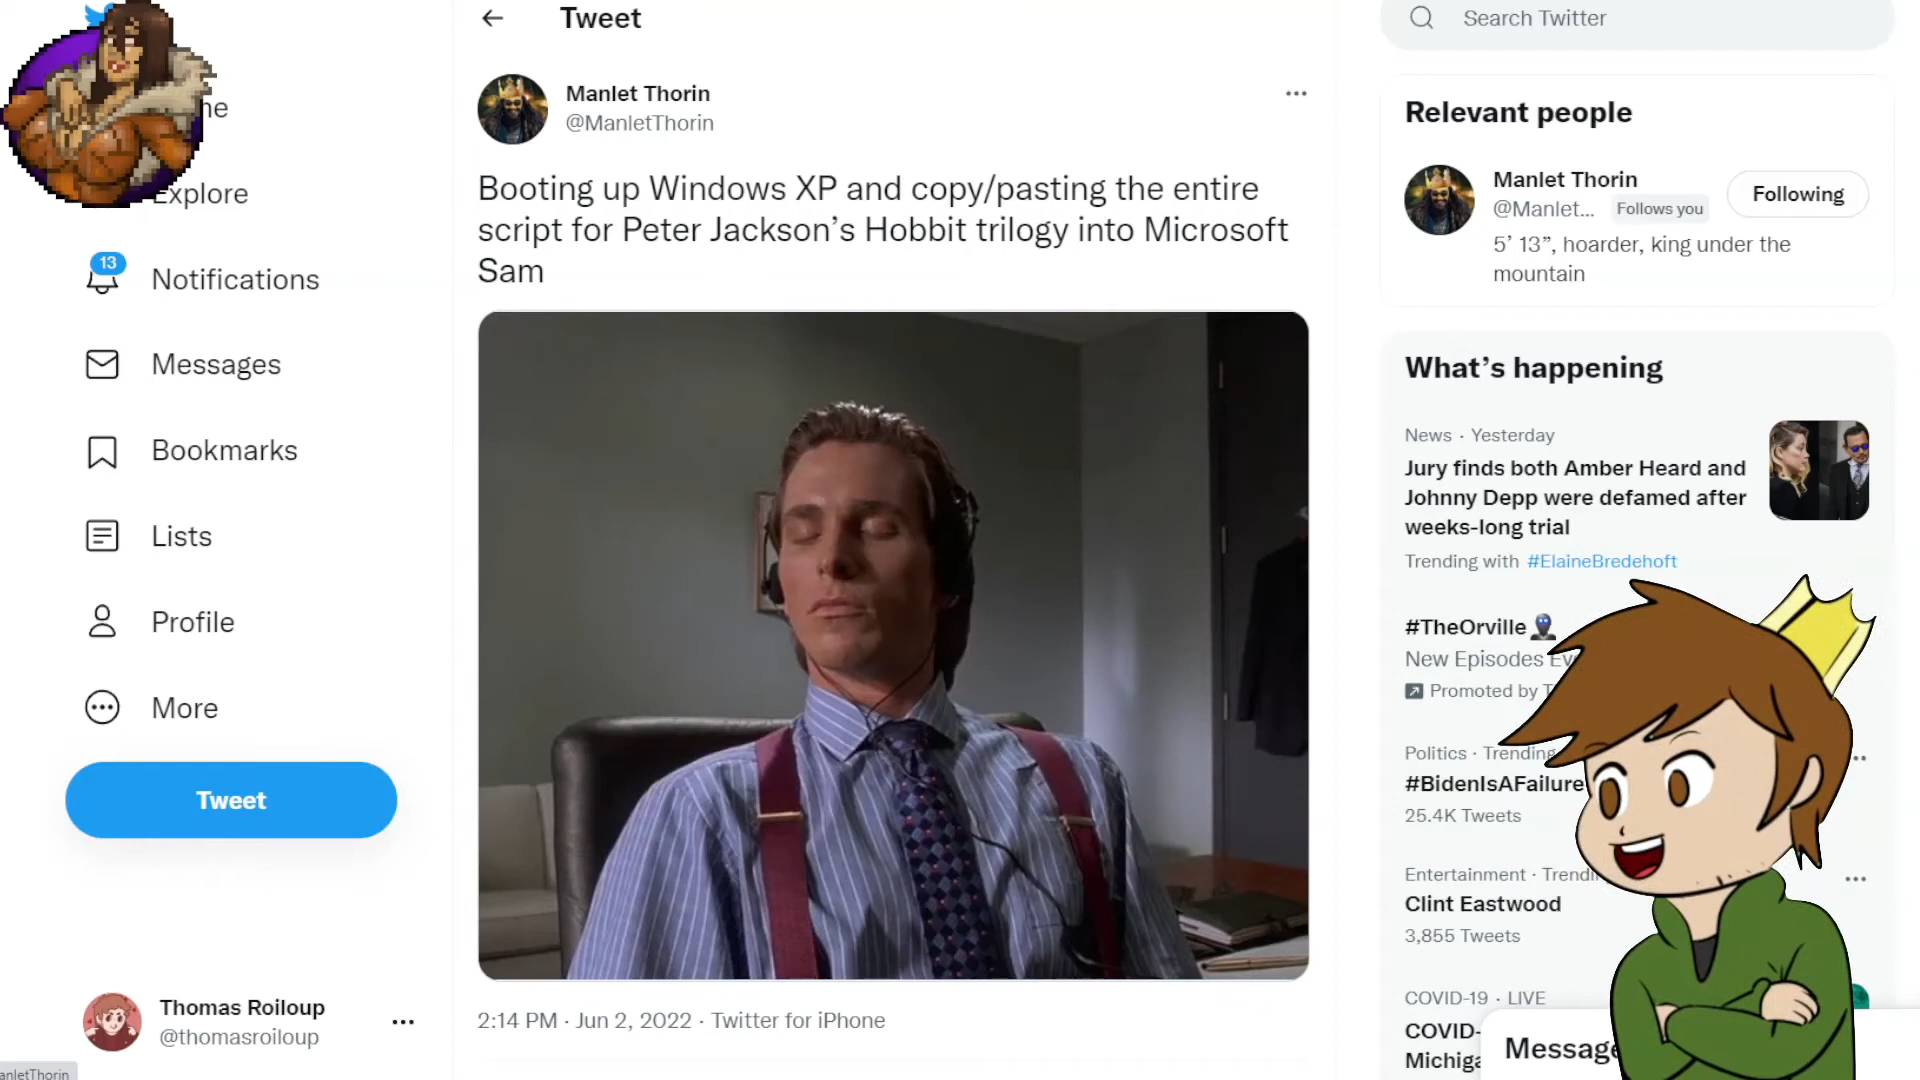 Tweet
Search Twitter
Manlet Thorin
@ManletThorin
Booting up Windows XP and copy/pasting the entire
script for Peter Jackson’s Hobbit trilogy into Microsoft
Sam
2:14 PM · Jun 2, 2022 · Twitter for iPhone
Explore
13
Notifications
Messages
Bookmarks
Lists
Profile
More
Tweet
Thomas Roiloup
@thomasroiloup
anletThorin
Relevant people
Manlet Thorin
@Manlet... Follows you
Following
5’ 13”, hoarder, king under the
mountain
What’s happening
News · Yesterday
Jury finds both Amber Heard and
Johnny Depp were defamed after
weeks-long trial
Trending with #ElaineBredehoft
#TheOrville
New Episodes
Promoted by
Politics · Trending
#BidenIsAFailure
25.4K Tweets
Entertainment ·
Clint Eastwood
3,855 Tweets
COVID-19 · LIVE
COVID-